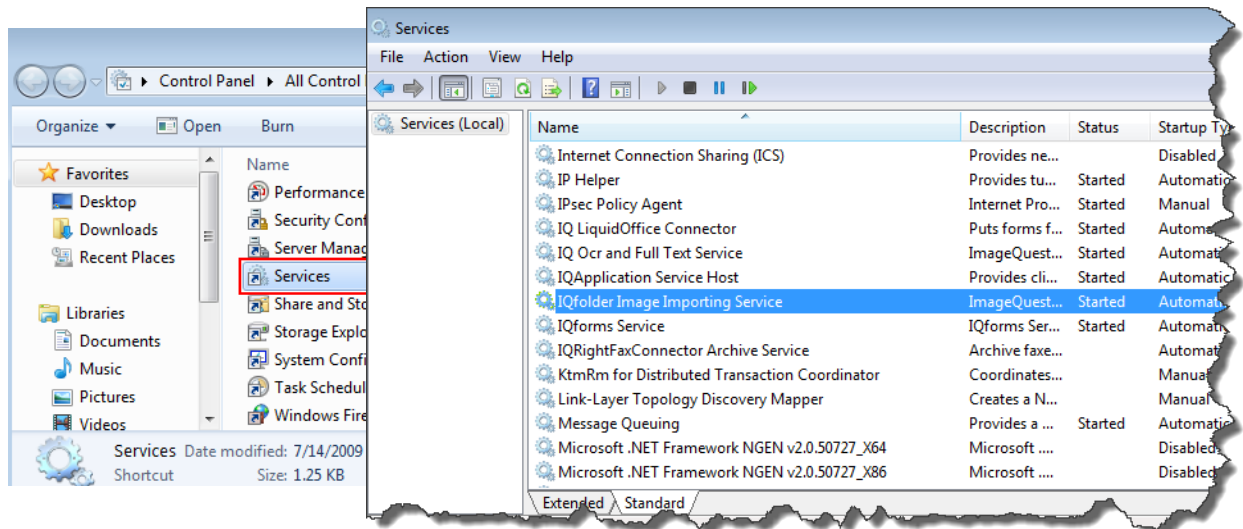 Control Panel ▸ All Control
Organize ▼ Open Burn
Favorites
Desktop
Downloads
Recent Places
Libraries
Documents
Music
Pictures
Videos
Name
Performance
Security Conf
Server Manag
Services
Share and Sto
Storage Explo
System Confi
Task Schedul
Windows Fire
Services Date modified: 7/14/2009
Shortcut Size: 1.25 KB
Services
File Action View Help
Services (Local)
Name Description Status Startup Ty
Internet Connection Sharing (ICS) Provides ne... Disabled
IP Helper Provides tu... Started Automatic
IPsec Policy Agent Internet Pro... Started Manual
IQ LiquidOffice Connector Puts forms f... Started Automa
IQ Ocr and Full Text Service ImageQuest... Started Automat
IQApplication Service Host Provides cli... Started Automatic
IQfolder Image Importing Service ImageQuest... Started Automat
IQforms Service IQforms Ser... Started Automati
IQRightFaxConnector Archive Service Archive faxe... Automat
KtmRm for Distributed Transaction Coordinator Coordinates... Manual
Link-Layer Topology Discovery Mapper Creates a N... Manual
Message Queuing Provides a ... Started Automatic
Microsoft .NET Framework NGEN v2.0.50727_X64 Microsoft .... Disabled
Microsoft .NET Framework NGEN v2.0.50727_X86 Microsoft .... Disabled
Extended Standard